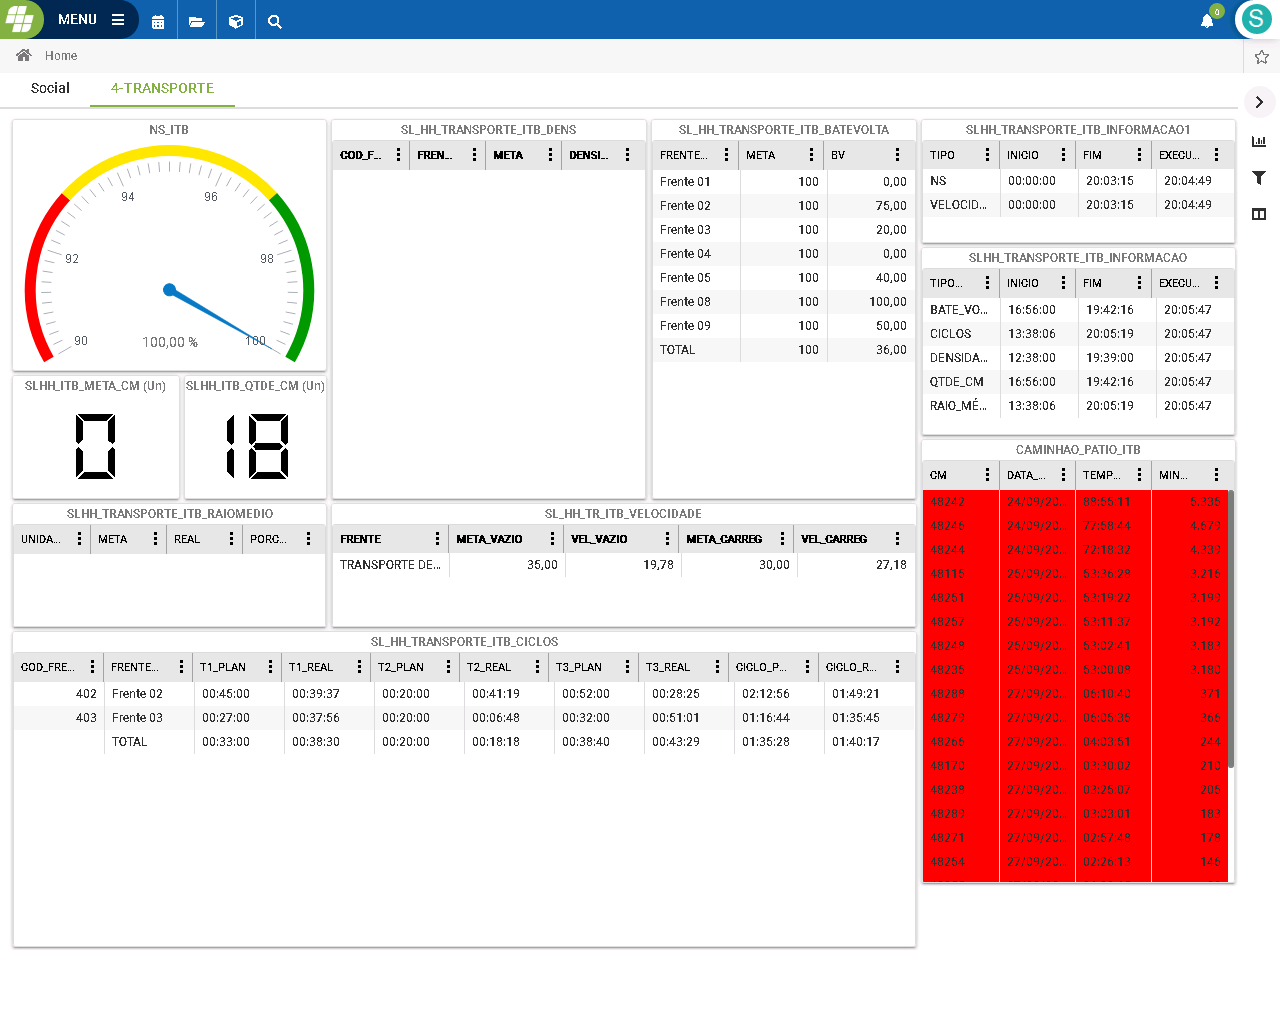 MENU
0
S
Home
Social
4-TRANSPORTE
NS_ITB
90
92
94
96
98
100
100,00 %
SLHH_ITB_META_CM (Un)
0
SLHH_ITB_QTDE_CM (Un)
18
SL_HH_TRANSPORTE_ITB_DENS
COD_F... FREN... META DENSI...
SL_HH_TRANSPORTE_ITB_BATEVOLTA
FRENTE... META BV
Frente 01 100 0,00
Frente 02 100 75,00
Frente 03 100 20,00
Frente 04 100 0,00
Frente 05 100 40,00
Frente 08 100 100,00
Frente 09 100 50,00
TOTAL 100 36,00
SLHH_TRANSPORTE_ITB_INFORMACAO1
TIPO INICIO FIM EXECU...
NS 00:00:00 20:03:15 20:04:49
VELOCID... 00:00:00 20:03:15 20:04:49
SLHH_TRANSPORTE_ITB_INFORMACAO
TIPO... INICIO FIM EXECU...
BATE_VO... 16:56:00 19:42:16 20:05:47
CICLOS 13:38:06 20:05:19 20:05:47
DENSIDA... 12:38:00 19:39:00 20:05:47
QTDE_CM 16:56:00 19:42:16 20:05:47
RAIO_MÉ... 13:38:06 20:05:19 20:05:47
SLHH_TRANSPORTE_ITB_RAIOMEDIO
UNIDA... META REAL PORC...
SL_HH_TR_ITB_VELOCIDADE
FRENTE META_VAZIO VEL_VAZIO META_CARREG VEL_CARREG
TRANSPORTE DE... 35,00 19,78 30,00 27,18
SL_HH_TRANSPORTE_ITB_CICLOS
COD_FRE... FRENTE... T1_PLAN T1_REAL T2_PLAN T2_REAL T3_PLAN T3_REAL CICLO_P... CICLO_R...
402 Frente 02 00:45:00 00:39:37 00:20:00 00:41:19 00:52:00 00:28:25 02:12:56 01:49:21
403 Frente 03 00:27:00 00:37:56 00:20:00 00:06:48 00:32:00 00:51:01 01:16:44 01:35:45
TOTAL 00:33:00 00:38:30 00:20:00 00:18:18 00:38:40 00:43:29 01:35:28 01:40:17
CAMINHAO_PATIO_ITB
CM DATA_... TEMP... MIN...
48242 24/09/20... 88:55:11 5.335
48246 24/09/20... 77:58:44 4.679
48244 24/09/20... 72:18:32 4.339
48115 25/09/20... 53:36:28 3.216
48251 25/09/20... 53:19:22 3.199
48257 25/09/20... 53:11:37 3.192
48248 25/09/20... 53:02:41 3.183
48235 25/09/20... 53:00:08 3.180
48288 27/09/20... 06:10:40 371
48279 27/09/20... 06:05:35 366
48266 27/09/20... 04:03:51 244
48170 27/09/20... 03:30:02 210
48238 27/09/20... 03:25:07 205
48289 27/09/20... 03:03:01 183
48271 27/09/20... 02:57:48 178
48254 27/09/20... 02:26:13 146